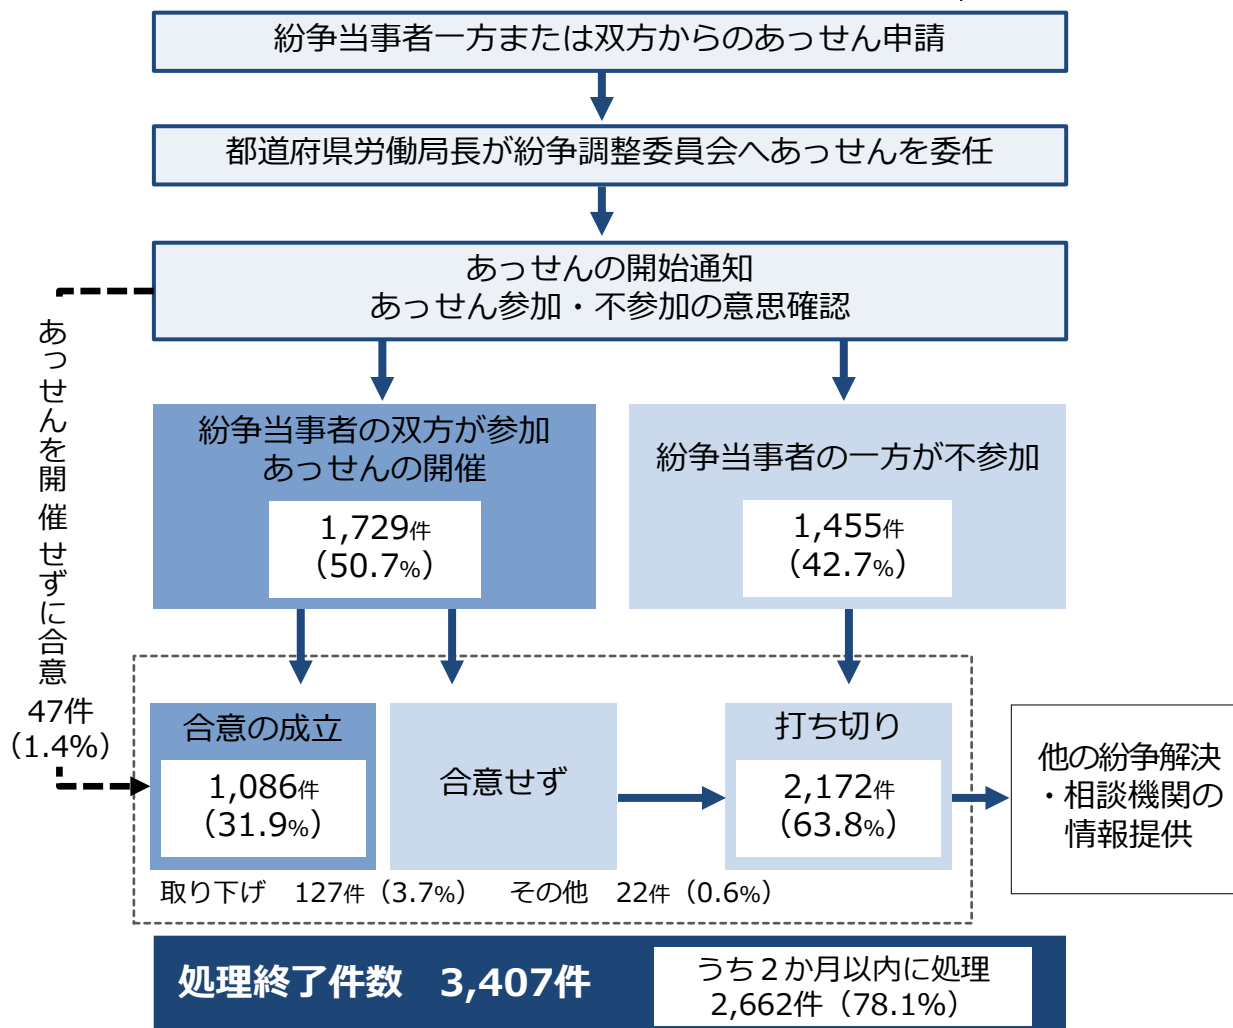 紛争当事者一方または双方からのあっせん申請
都道府県労働局長が紛争調整委員会へあっせんを委任
あっせんの開始通知
あっせん参加・不参加の意思確認
あっせんを開催せずに合意
47件
（1.4%）
紛争当事者の双方が参加
あっせんの開催
1,729件
（50.7%）
紛争当事者の一方が不参加
1,455件
（42.7%）
合意の成立
1,086件
（31.9%）
合意せず
打ち切り
2,172件
（63.8%）
他の紛争解決
・相談機関の
情報提供
取り下げ　127件（3.7%）　その他　22件（0.6%）
処理終了件数　3,407件
うち２か月以内に処理
2,662件（78.1%）